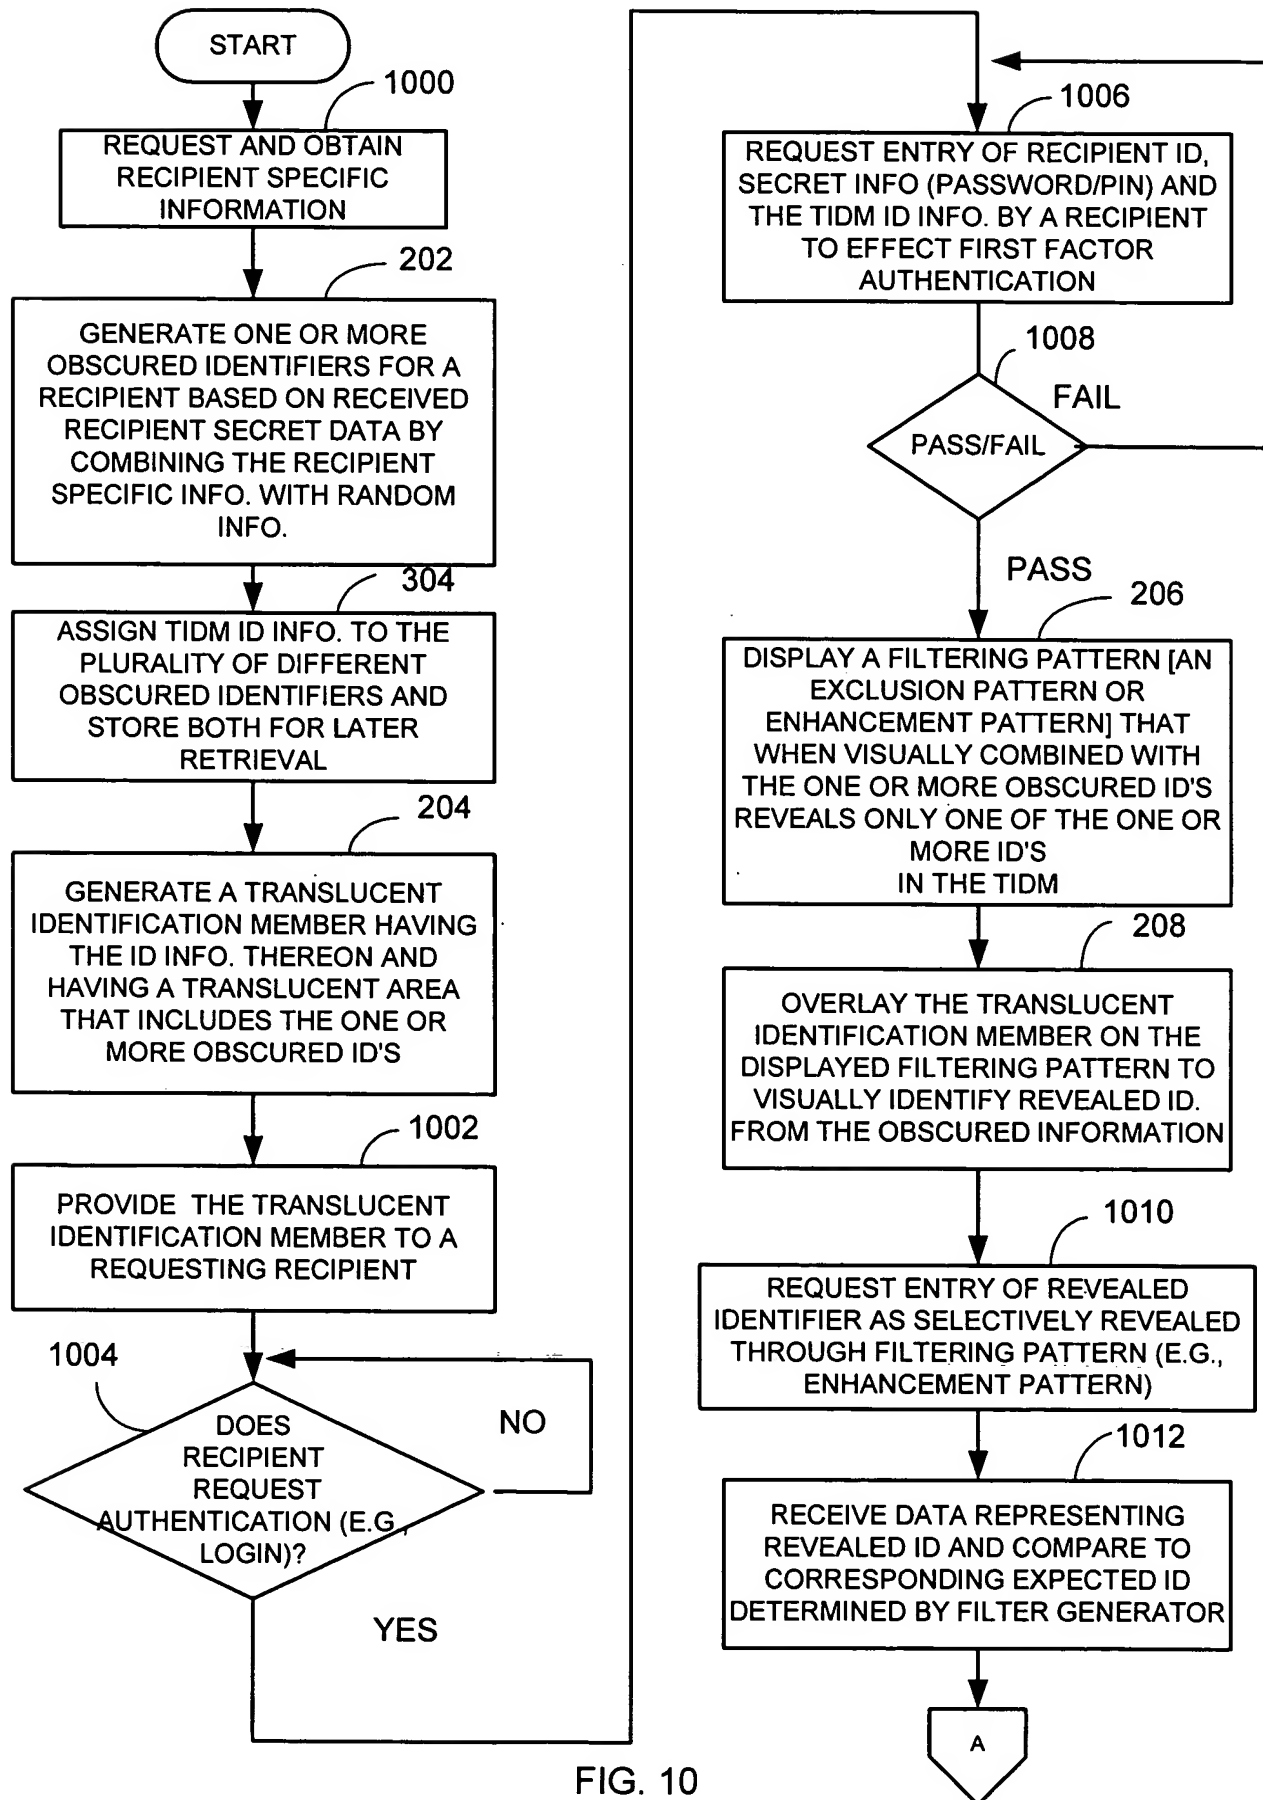 START
1000
REQUEST AND OBTAIN
RECIPIENT SPECIFIC
INFORMATION
202
GENERATE ONE OR MORE
OBSCURED IDENTIFIERS FOR A
RECIPIENT BASED ON RECEIVED
RECIPIENT SECRET DATA BY
COMBINING THE RECIPIENT
SPECIFIC INFO. WITH RANDOM
INFO.
304
ASSIGN TIDM ID INFO. TO THE
PLURALITY OF DIFFERENT
OBSCURED IDENTIFIERS AND
STORE BOTH FOR LATER
RETRIEVAL
204
GENERATE A TRANSLUCENT
IDENTIFICATION MEMBER HAVING
THE ID INFO. THEREON AND
HAVING A TRANSLUCENT AREA
THAT INCLUDES THE ONE OR
MORE OBSCURED ID'S
1002
PROVIDE THE TRANSLUCENT
IDENTIFICATION MEMBER TO A
REQUESTING RECIPIENT
1004
DOES
RECIPIENT
REQUEST
AUTHENTICATION (E.G.,
LOGIN)?
NO
YES
1006
REQUEST ENTRY OF RECIPIENT ID,
SECRET INFO (PASSWORD/PIN) AND
THE TIDM ID INFO. BY A RECIPIENT
TO EFFECT FIRST FACTOR
AUTHENTICATION
1008
FAIL
PASS/FAIL
PASS
206
DISPLAY A FILTERING PATTERN [AN
EXCLUSION PATTERN OR
ENHANCEMENT PATTERN] THAT
WHEN VISUALLY COMBINED WITH
THE ONE OR MORE OBSCURED ID'S
REVEALS ONLY ONE OF THE ONE OR
MORE ID'S
IN THE TIDM
208
OVERLAY THE TRANSLUCENT
IDENTIFICATION MEMBER ON THE
DISPLAYED FILTERING PATTERN TO
VISUALLY IDENTIFY REVEALED ID.
FROM THE OBSCURED INFORMATION
1010
REQUEST ENTRY OF REVEALED
IDENTIFIER AS SELECTIVELY REVEALED
THROUGH FILTERING PATTERN (E.G.,
ENHANCEMENT PATTERN)
1012
RECEIVE DATA REPRESENTING
REVEALED ID AND COMPARE TO
CORRESPONDING EXPECTED ID
DETERMINED BY FILTER GENERATOR
A
FIG. 10